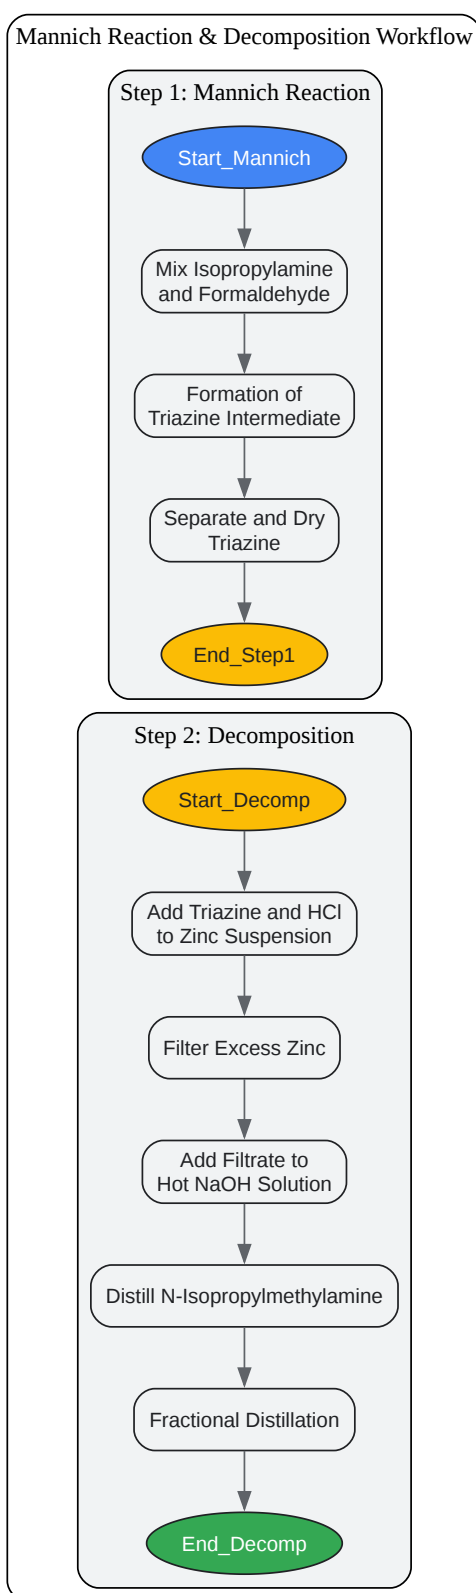 Mannich Reaction & Decomposition Workflow
Step 1: Mannich Reaction
Start_Mannich
Mix Isopropylamine
and Formaldehyde
Formation of
Triazine Intermediate
Separate and Dry
Triazine
End_Step1
Step 2: Decomposition
Start_Decomp
Add Triazine and HCl
to Zinc Suspension
Filter Excess Zinc
Add Filtrate to
Hot NaOH Solution
Distill N-Isopropylmethylamine
Fractional Distillation
End_Decomp